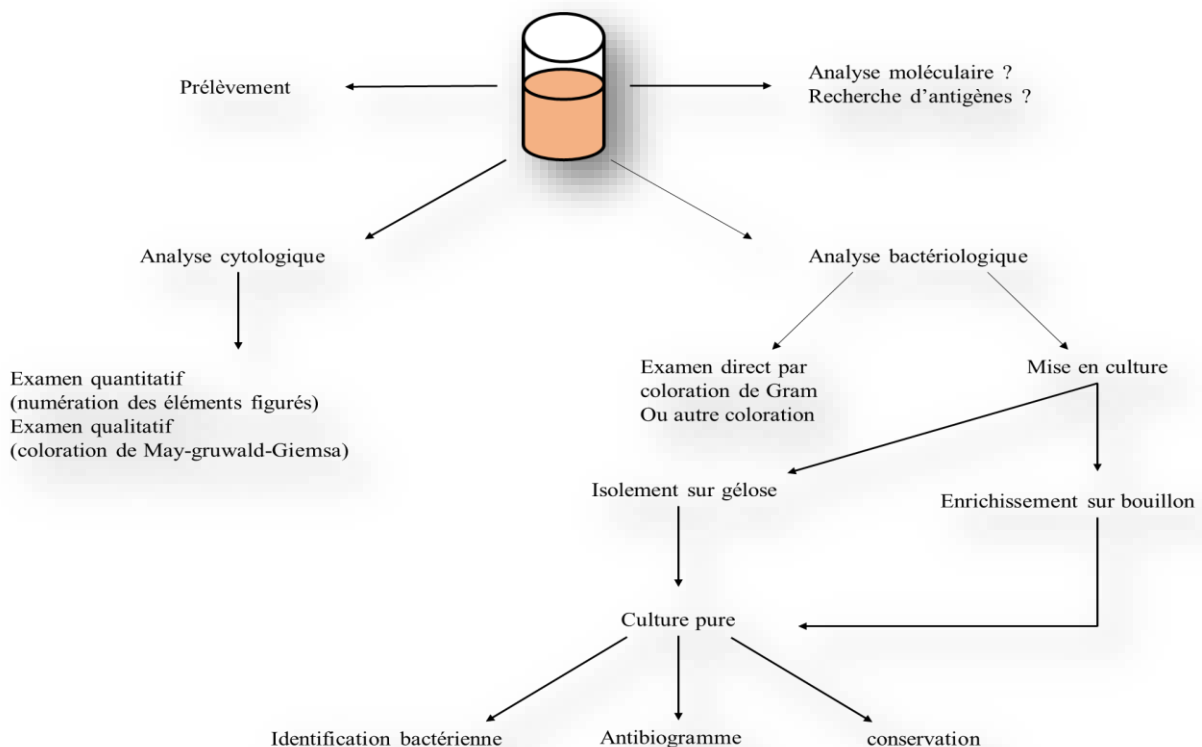 Prélèvement
Analyse moléculaire ?
Recherche d'antigènes ?
Analyse cytologique
Analyse bactériologique
Examen quantitatif
(numération des éléments figurés)
Examen qualitatif
(coloration de May-gruwald-Giemsa)
Examen direct par
coloration de Gram
Ou autre coloration
Mise en culture
Isolement sur gélose
Enrichissement sur bouillon
Culture pure
Identification bactérienne
Antibiogramme
conservation